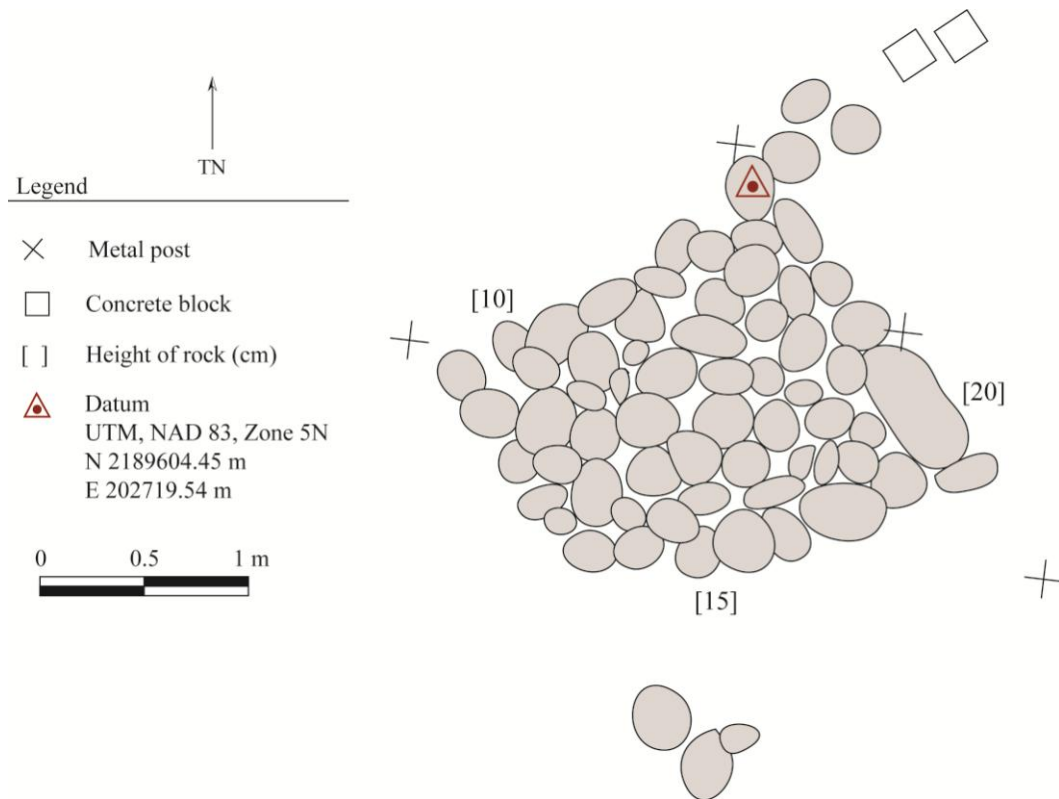 TN
Legend
Metal post
Concrete block
[ ] Height of rock (cm)
Datum
UTM, NAD 83, Zone 5N
N 2189604.45 m
E 202719.54 m
0 0.5 1 m
[10]
[20]
[15]